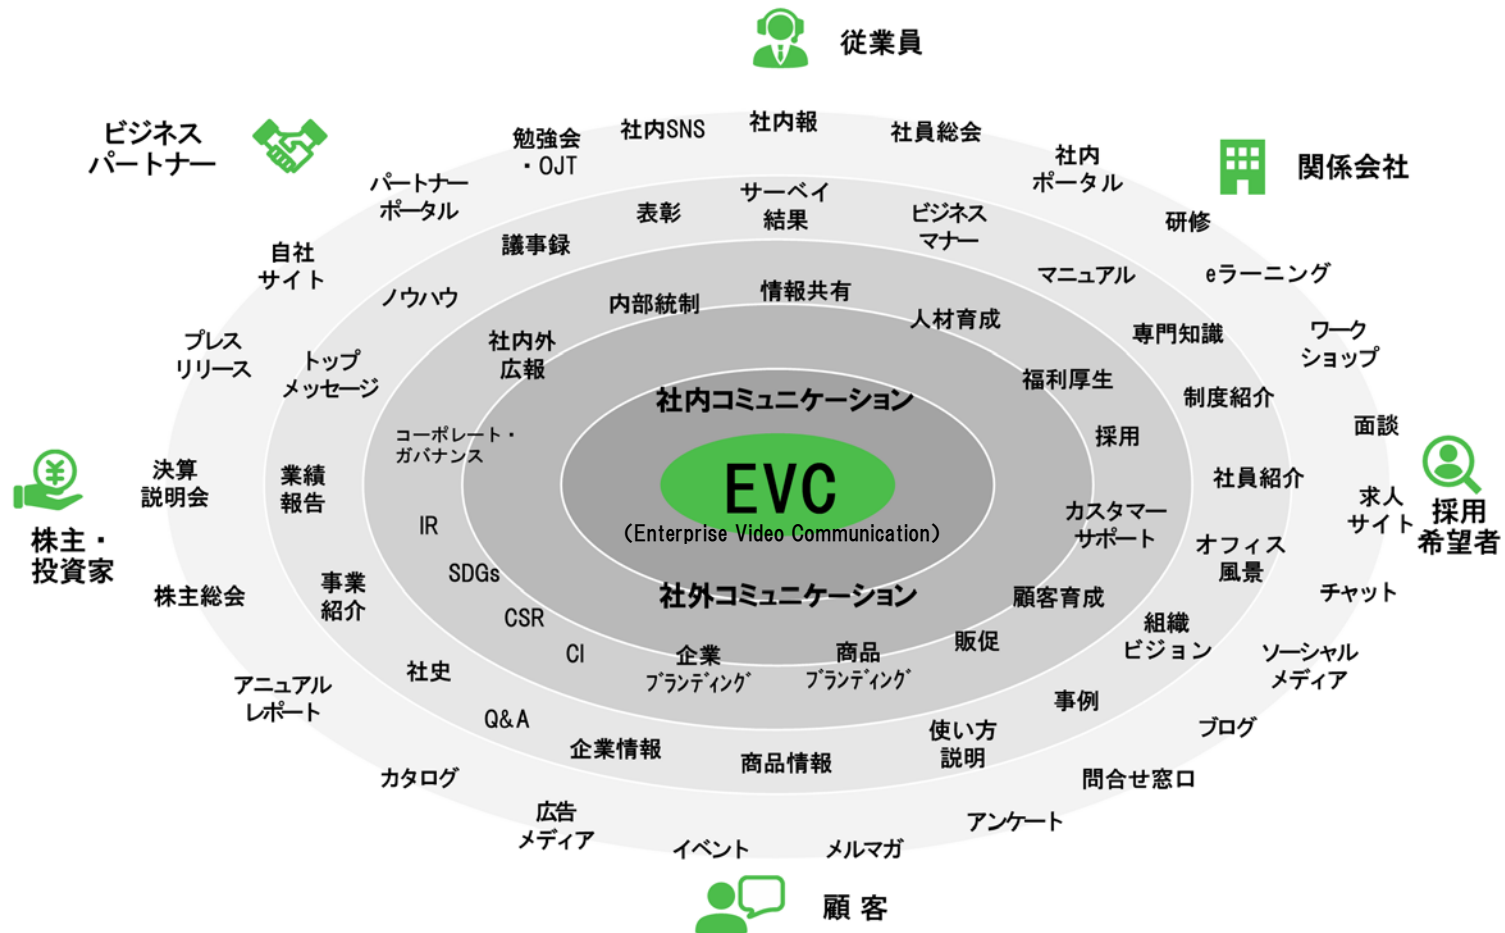 従業員
ビジネス
パートナー
関係会社
勉強会
・OJT
社内SNS
社内報
社員総会
社内
ポータル
パートナー
ポータル
研修
自社
サイト
eラーニング
プレス
リリース
ワーク
ショップ
面談
決算
説明会
求人
サイト
株主・
投資家
採用
希望者
株主総会
チャット
アニュアル
レポート
ソーシャル
メディア
ブログ
カタログ
問合せ窓口
広告
メディア
イベント
メルマガ
アンケート
顧客
表彰
サーベイ
結果
ビジネス
マナー
議事録
マニュアル
ノウハウ
専門知識
トップ
メッセージ
制度紹介
業績
報告
社員紹介
オフィス
風景
事業
紹介
組織
ビジョン
社史
事例
Q&A
企業情報
商品情報
使い方
説明
内部統制
情報共有
人材育成
社内外
広報
福利厚生
コーポレート・
ガバナンス
採用
IR
カスタマー
サポート
SDGs
顧客育成
CSR
CI
企業
ﾌﾞﾗﾝﾃﾞｨﾝｸﾞ
商品
ﾌﾞﾗﾝﾃﾞｨﾝｸﾞ
販促
社内コミュニケーション
EVC
(Enterprise Video Communication)
社外コミュニケーション